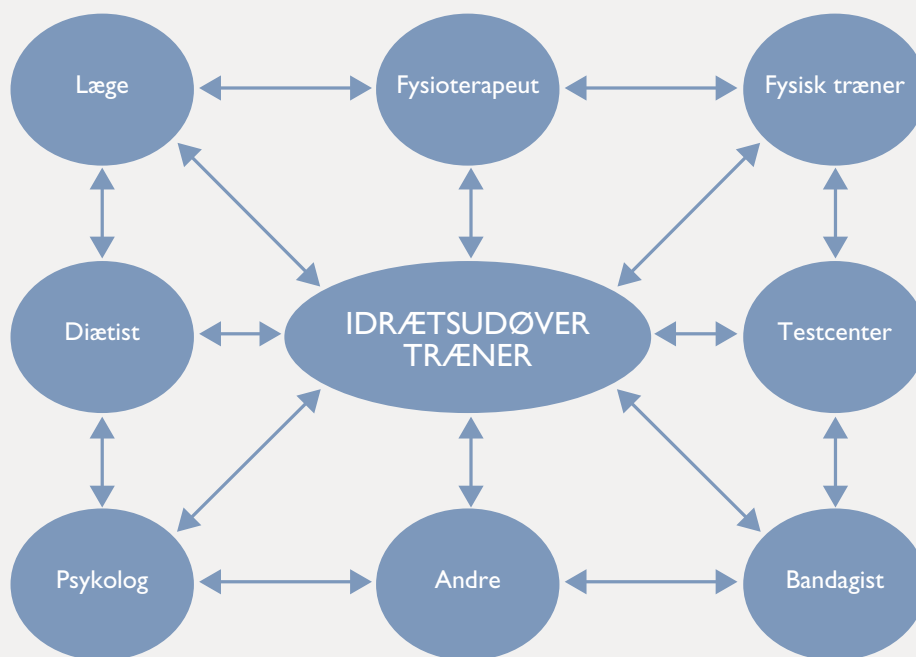 Læge
Fysioterapeut
Fysisk træner
Diætist
IDRÆTSUDØVER
TRÆNER
Testcenter
Psykolog
Andre
Bandagist